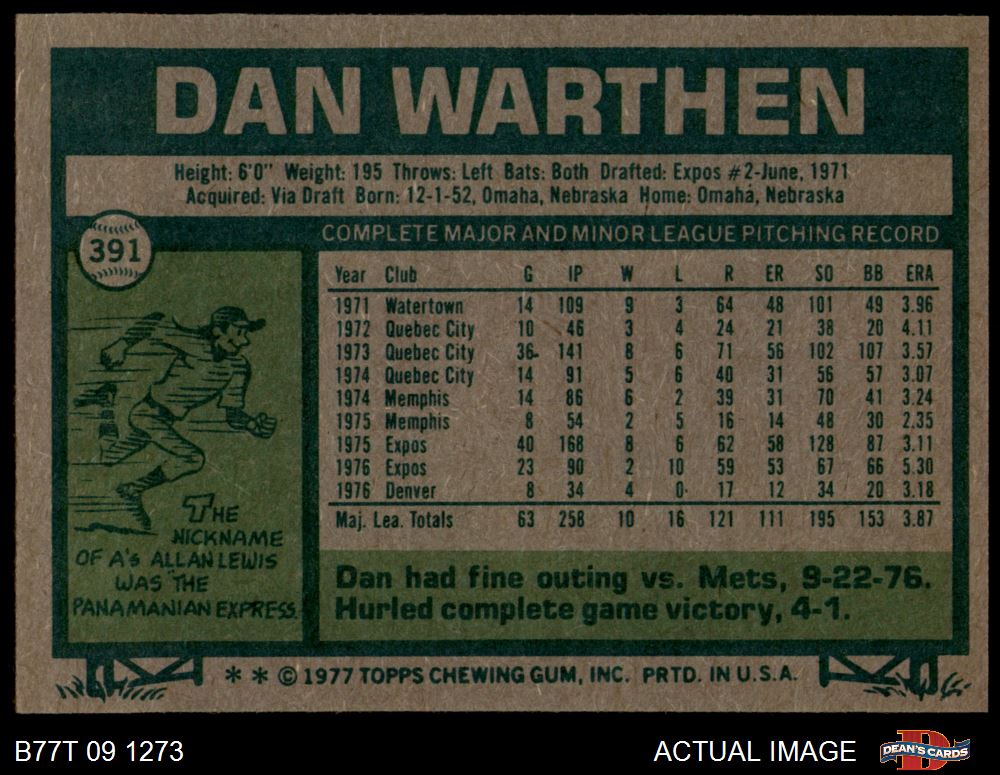 DAN WARTHEN
Height: 6'0" Weight: 195 Throws: Left Bats: Both Drafted: Expos #2-June, 1971
Acquired: Via Draft Born: 12-1-52, Omaha, Nebraska Home: Omaha, Nebraska
391
COMPLETE MAJOR AND MINOR LEAGUE PITCHING RECORD
Year Club G IP W L R ER SO BB ERA
1971 Watertown 14 109 9 3 64 48 101 49 3.96
1972 Quebec City 10 46 3 4 24 21 38 20 4.11
1973 Quebec City 36 141 8 6 71 56 102 107 3.57
1974 Quebec City 14 91 5 6 40 31 56 57 3.07
1974 Memphis 14 86 6 2 39 31 70 41 3.24
1975 Memphis 8 54 2 5 16 14 48 30 2.35
1975 Expos 40 168 8 6 62 58 128 87 3.11
1976 Expos 23 90 2 10 59 53 67 66 5.30
1976 Denver 8 34 4 0 17 12 34 20 3.18
Maj. Lea. Totals 63 258 10 16 121 111 195 153 3.87
THE
NICKNAME
OF A's ALLAN LEWIS
WAS "THE
PANAMANIAN EXPRESS.
Dan had fine outing vs. Mets, 9-22-76.
Hurled complete game victory, 4-1.
* * © 1977 TOPPS CHEWING GUM, INC. PRTD. IN U.S.A.
B77T 09 1273
ACTUAL IMAGE
DEAN'S CARDS